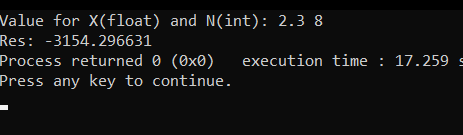 Value for X(float) and N(int): 2.3 8
Res: -3154.296631
Process returned 0 (0x0)   execution time : 17.259 s
Press any key to continue.